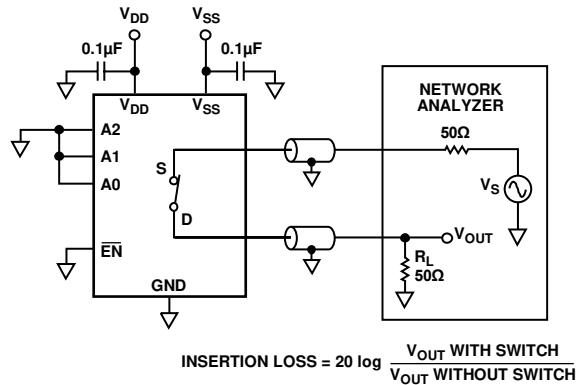 VDD
VSS
0.1µF
0.1µF
VDD
VSS
A2
A1
A0
S
D
EN
GND
NETWORK
ANALYZER
50Ω
VS
VOUT
RL
50Ω
INSERTION LOSS = 20 log VOUT WITH SWITCH
VOUT WITHOUT SWITCH